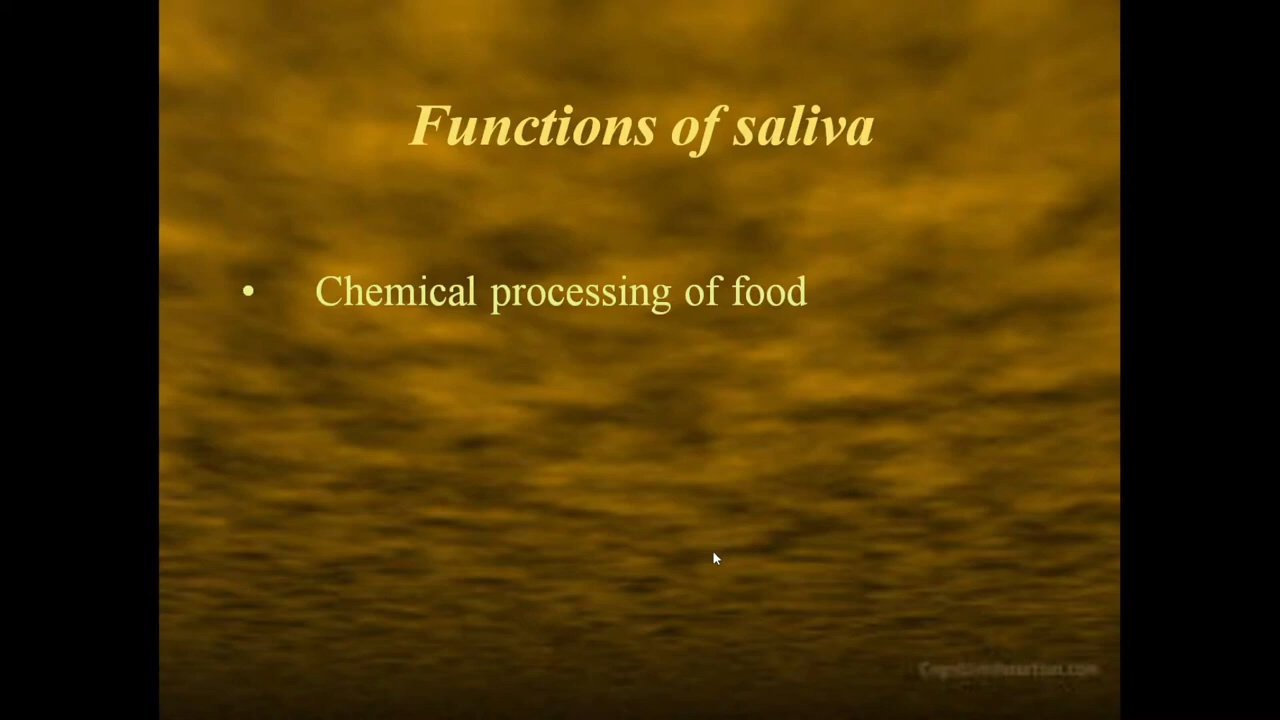 Functions of saliva
• Chemical processing of food